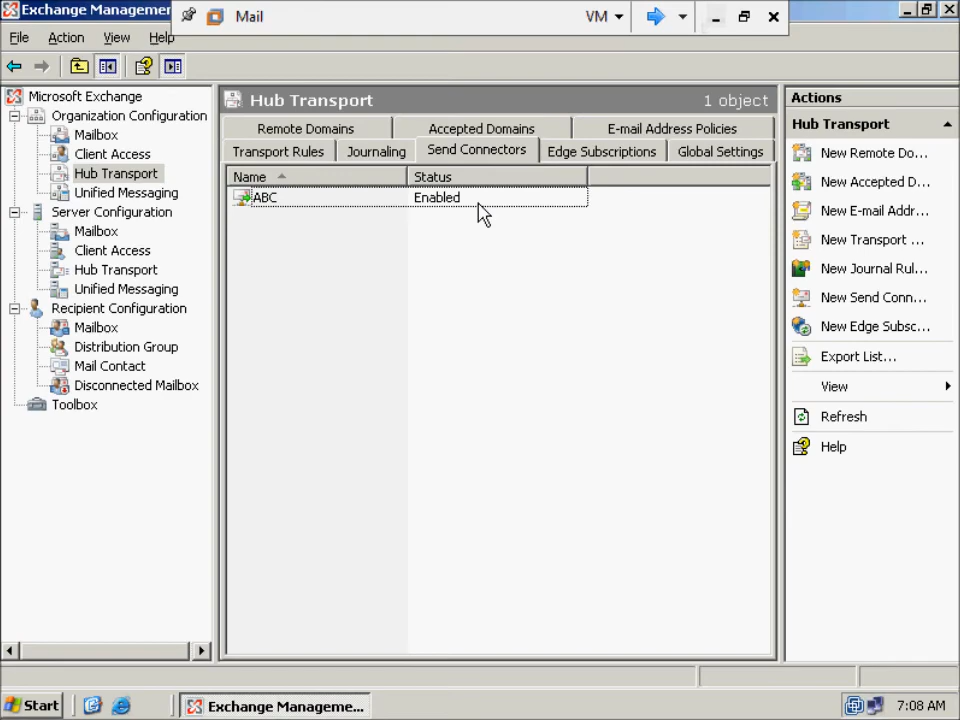 Exchange Managemen
Mail
VM
File Action View Help
Microsoft Exchange
Organization Configuration
Mailbox
Client Access
Hub Transport
Unified Messaging
Server Configuration
Mailbox
Client Access
Hub Transport
Unified Messaging
Recipient Configuration
Mailbox
Distribution Group
Mail Contact
Disconnected Mailbox
Toolbox
Hub Transport 1 object
Remote Domains Accepted Domains E-mail Address Policies
Transport Rules Journaling Send Connectors Edge Subscriptions Global Settings
Name Status
ABC Enabled
Actions
Hub Transport
New Remote Do...
New Accepted D...
New E-mail Addr...
New Transport ...
New Journal Rul...
New Send Conn...
New Edge Subsc...
Export List...
View
Refresh
Help
Start Exchange Manageme... 7:08 AM